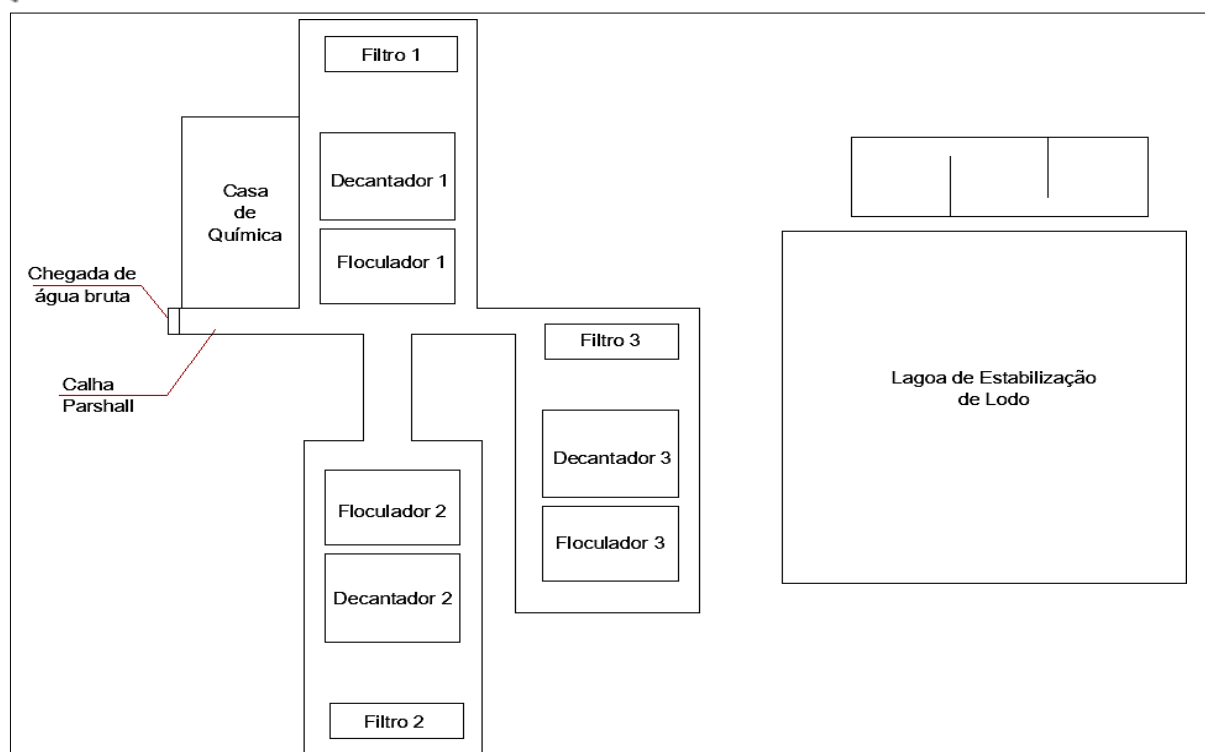 Filtro 1
Decantador 1
Casa
de
Química
Floculador 1
Chegada de
água bruta
Filtro 3
Calha
Parshall
Lagoa de Estabilização
de Lodo
Decantador 3
Floculador 2
Floculador 3
Decantador 2
Filtro 2